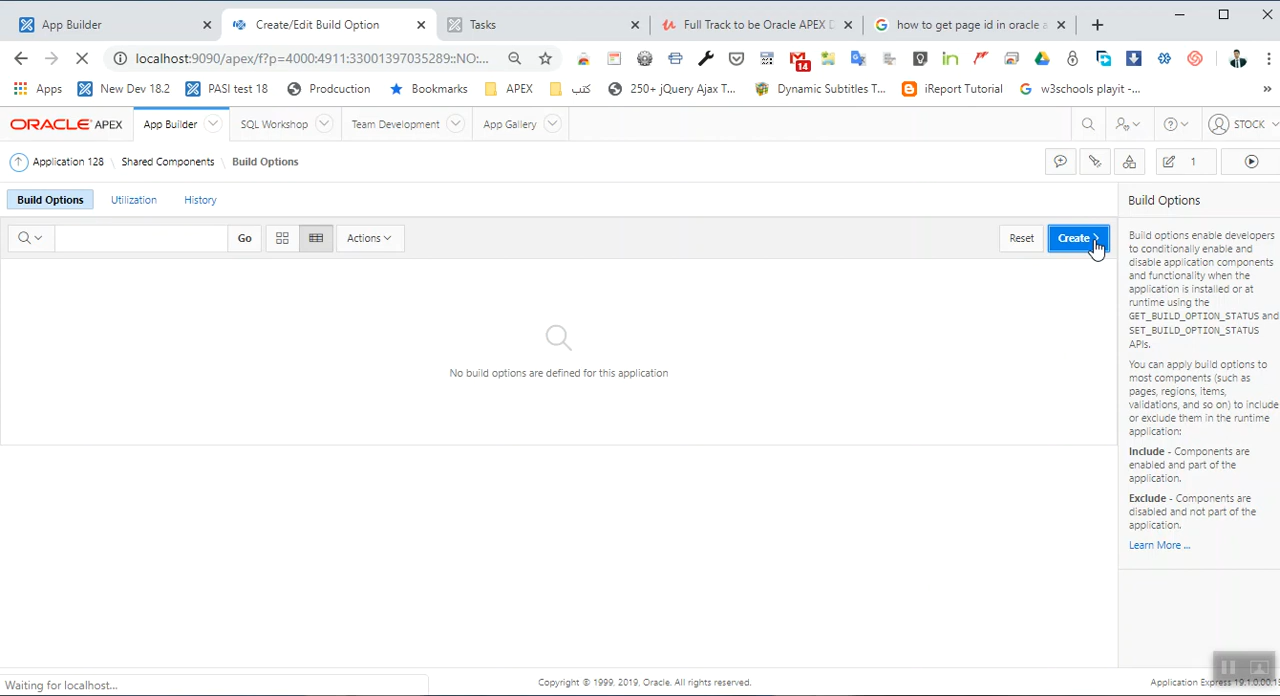 App Builder
Create/Edit Build Option
Tasks
Full Track to be Oracle APEX D
how to get page id in oracle a
localhost:9090/apex/f?p=4000:4911:33001397035289::NO:...
14
Apps
New Dev 18.2
PASI test 18
Prodcution
Bookmarks
APEX
كتب
250+ jQuery Ajax T...
Dynamic Subtitles T...
iReport Tutorial
w3schools playit -...
ORACLE APEX
App Builder
SQL Workshop
Team Development
App Gallery
STOCK
Application 128 \ Shared Components \ Build Options
1
Build Options
Utilization
History
Go
Actions
Reset
Create
No build options are defined for this application
Build Options
Build options enable developers
to conditionally enable and
disable application components
and functionality when the
application is installed or at
runtime using the
GET_BUILD_OPTION_STATUS and
SET_BUILD_OPTION_STATUS
APIs.
You can apply build options to
most components (such as
pages, regions, items,
validations, and so on) to include
or exclude them in the runtime
application:
Include - Components are
enabled and part of the
application.
Exclude - Components are
disabled and not part of the
application.
Learn More ...
Waiting for localhost...
Copyright © 1999, 2019, Oracle. All rights reserved.
Application Express 19.1.0.00.15